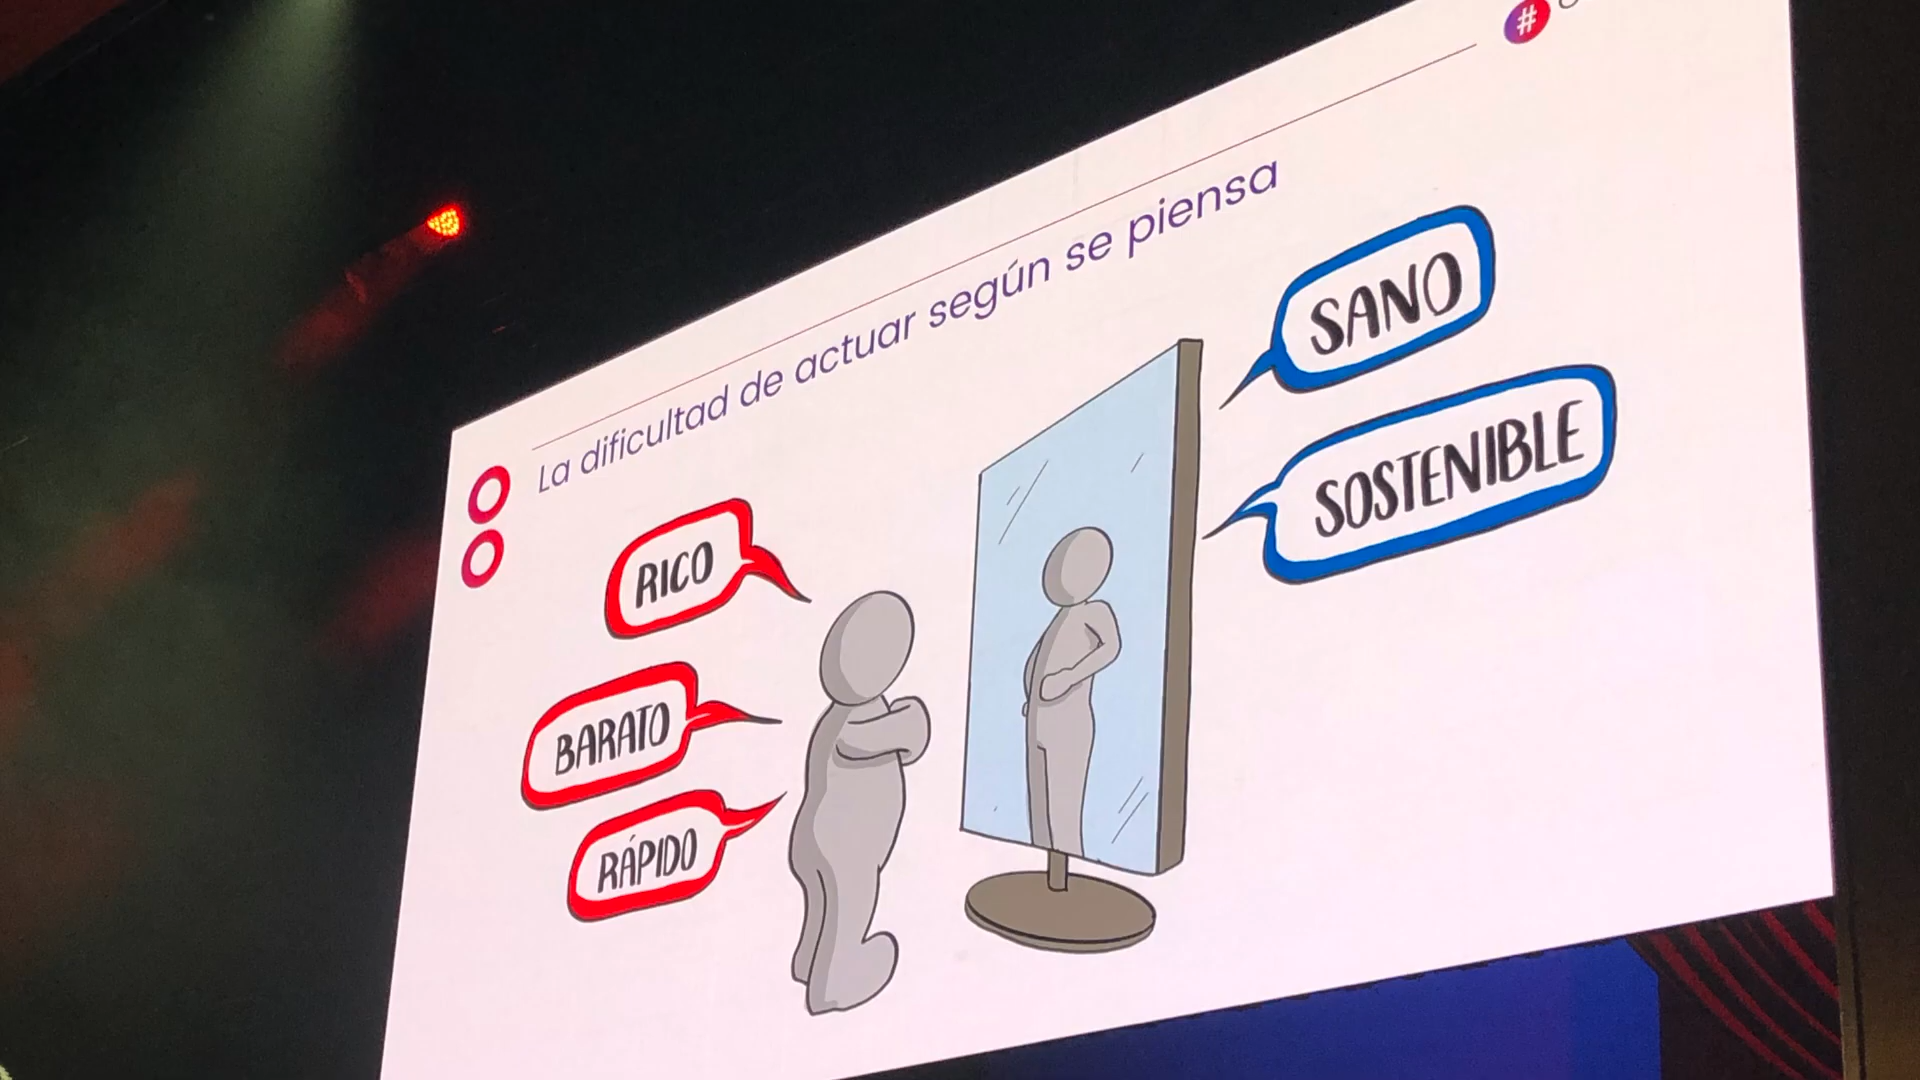 #
La dificultad de actuar según se piensa
RICO
BARATO
RÁPIDO
SANO
SOSTENIBLE